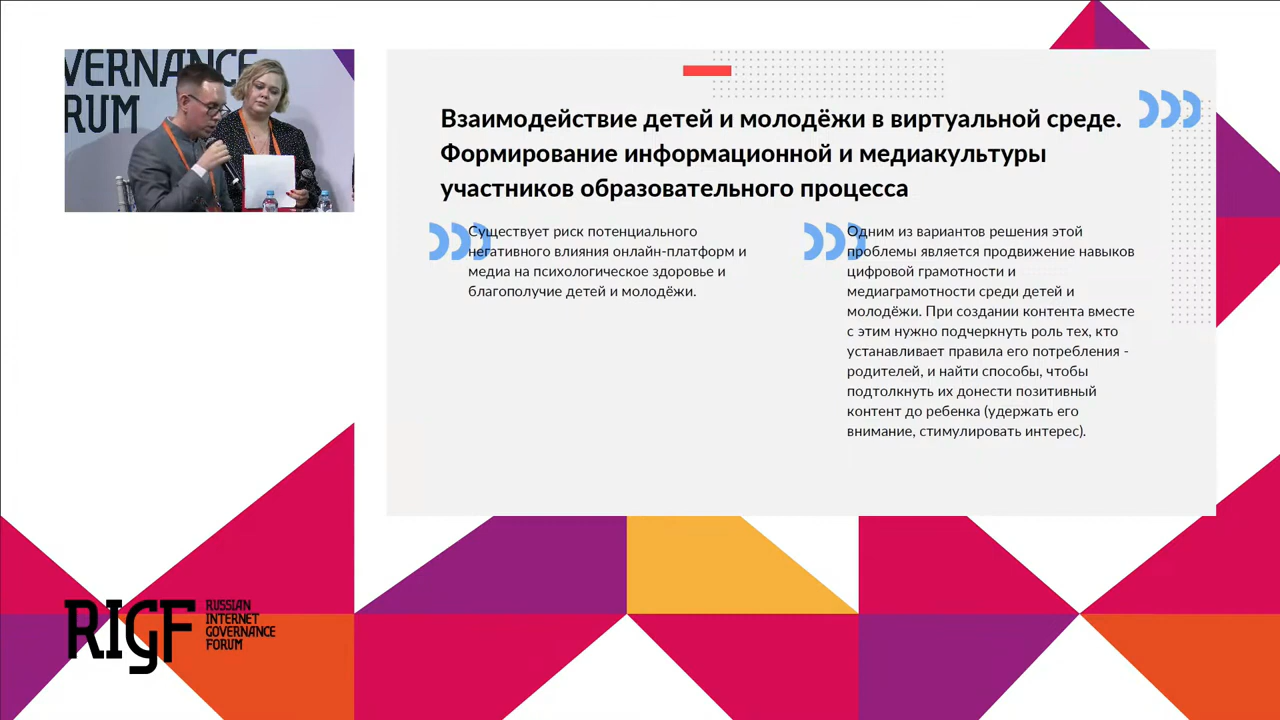 VERNANCE
RUM
Взаимодействие детей и молодёжи в виртуальной среде.
Формирование информационной и медиакультуры
участников образовательного процесса
Существует риск потенциального
негативного влияния онлайн-платформ и
медиа на психологическое здоровье и
благополучие детей и молодёжи.
Одним из вариантов решения этой
проблемы является продвижение навыков
цифровой грамотности и
медиаграмотности среди детей и
молодёжи. При создании контента вместе
с этим нужно подчеркнуть роль тех, кто
устанавливает правила его потребления -
родителей, и найти способы, чтобы
подтолкнуть их донести позитивный
контент до ребенка (удержать его
внимание, стимулировать интерес).
RIGF
RUSSIAN
INTERNET
GOVERNANCE
FORUM